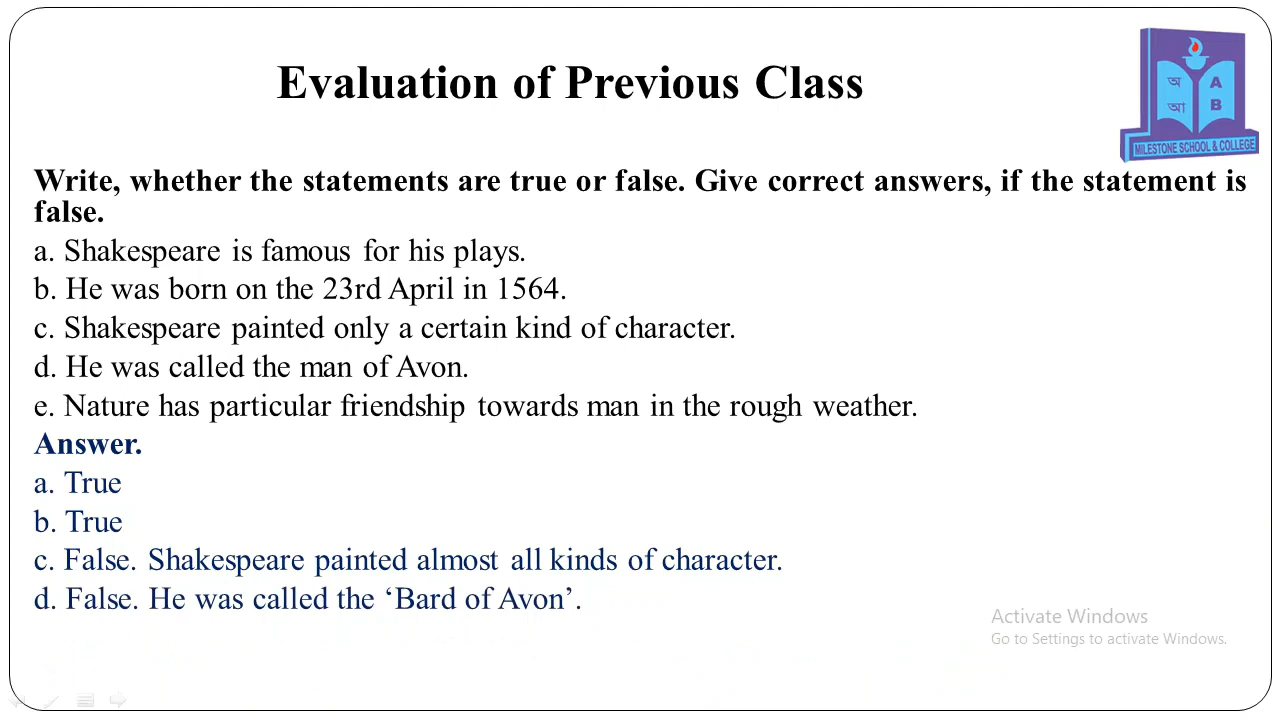 Evaluation of Previous Class
অ A
আ B
MILESTONE SCHOOL & COLLEGE
Write, whether the statements are true or false. Give correct answers, if the statement is
false.
a. Shakespeare is famous for his plays.
b. He was born on the 23rd April in 1564.
c. Shakespeare painted only a certain kind of character.
d. He was called the man of Avon.
e. Nature has particular friendship towards man in the rough weather.
Answer.
a. True
b. True
c. False. Shakespeare painted almost all kinds of character.
d. False. He was called the ‘Bard of Avon’.
Activate Windows
Go to Settings to activate Windows.